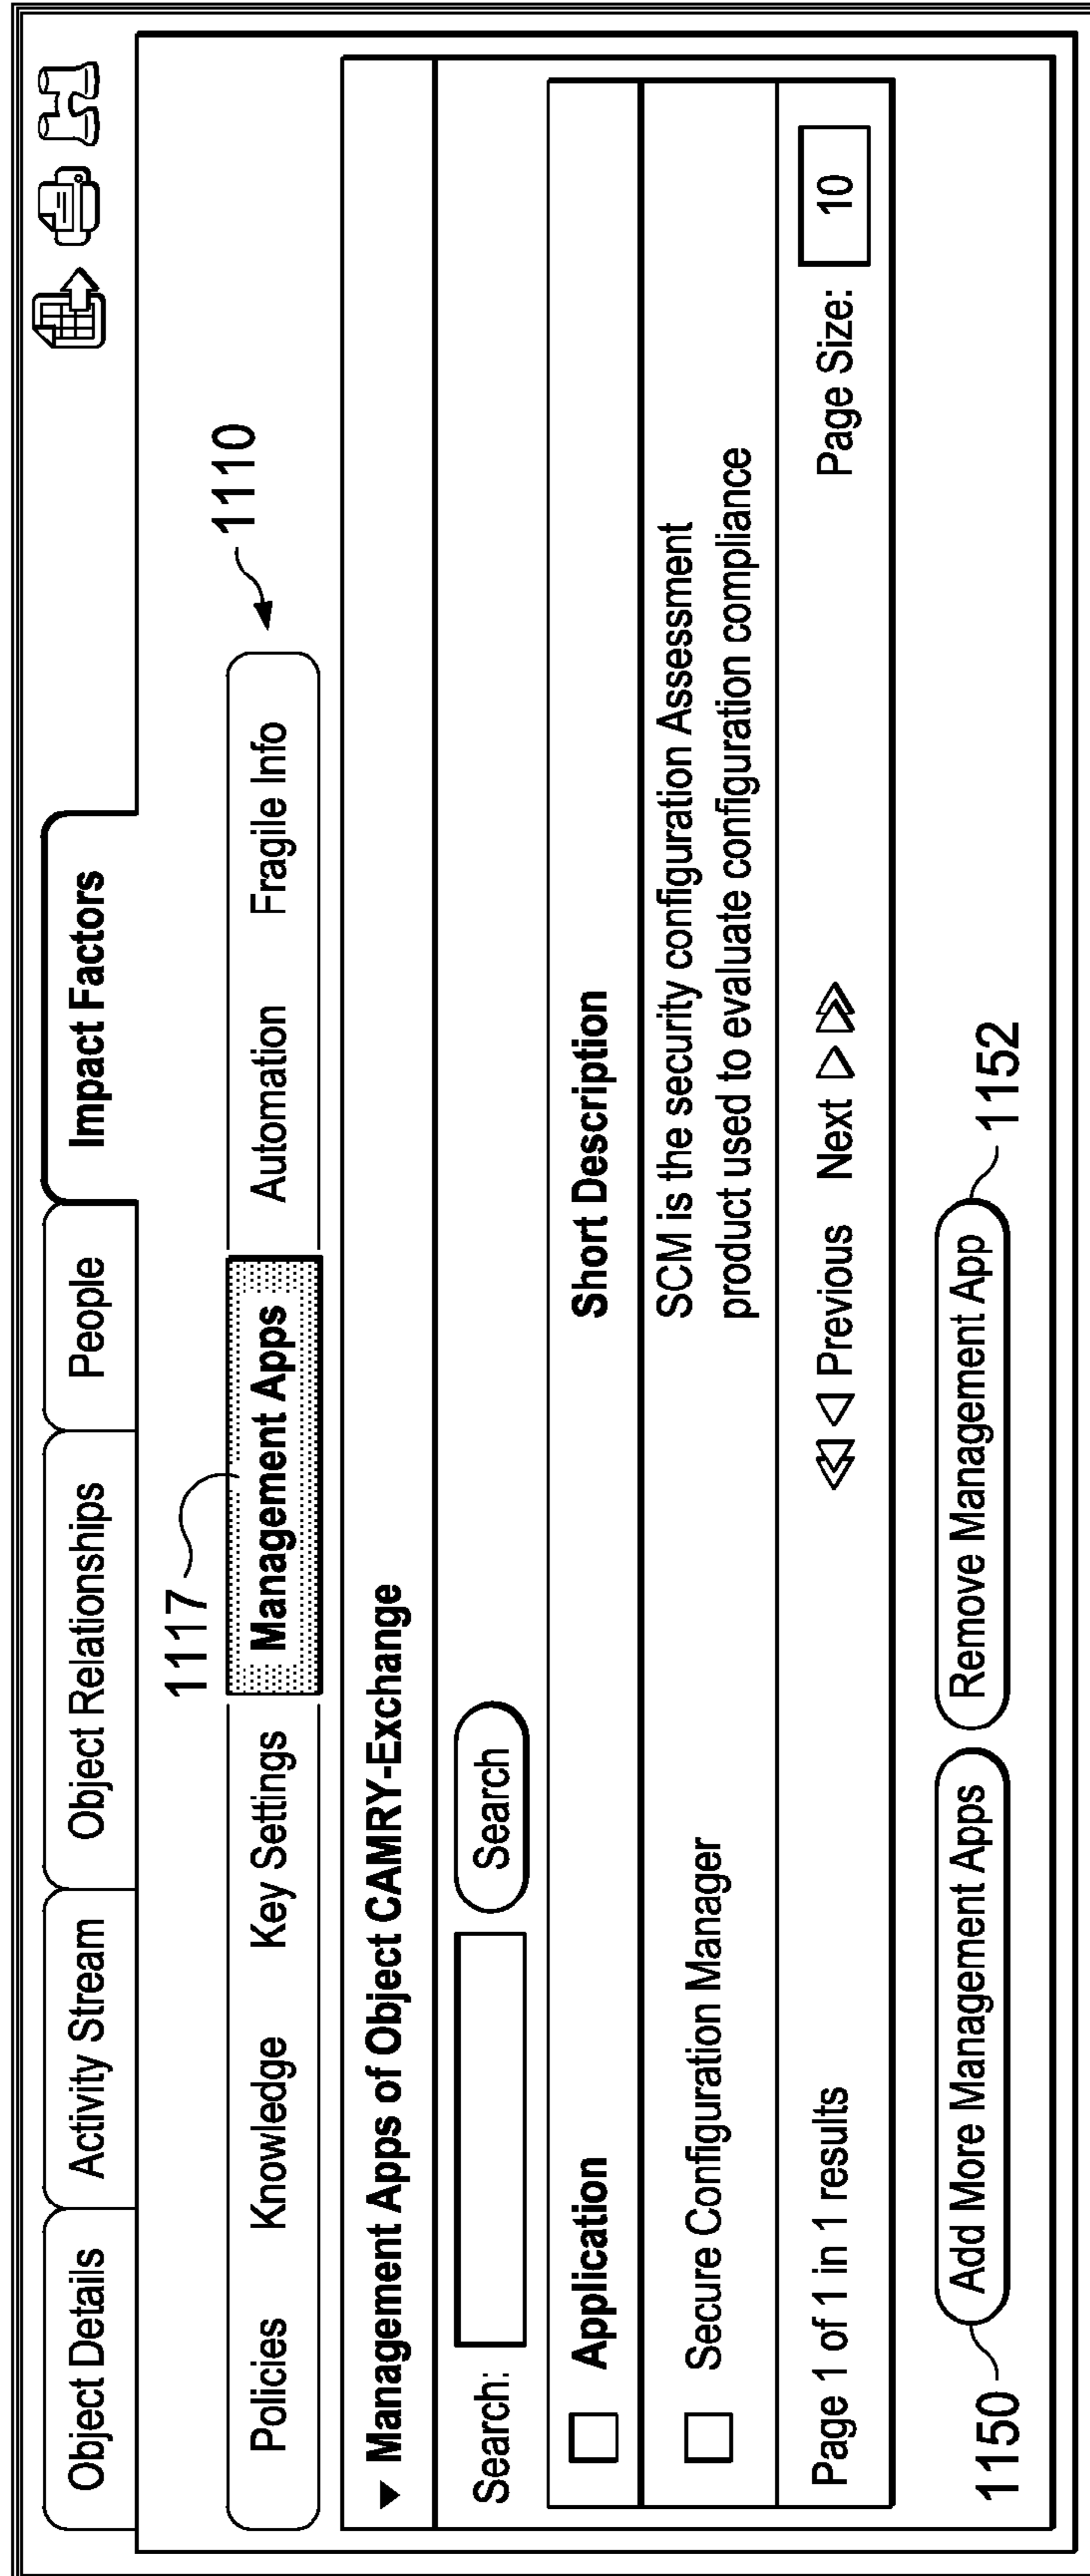 Object Details Activity Stream Object Relationships People Impact Factors
1117
1110
Policies Knowledge Key Settings Management Apps Automation Fragile Info
▼ Management Apps of Object CAMRY-Exchange
Search: Search
Application Short Description
Secure Configuration Manager SCM is the security configuration Assessment
product used to evaluate configuration compliance
Page 1 of 1 in 1 results Previous Next Page Size: 10
Add More Management Apps Remove Management App
1150 1152